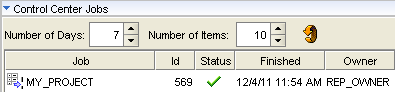 Control Center Jobs
Number of Days: 7 Number of Items: 10
Job Id Status Finished Owner
MY_PROJECT 569 12/4/11 11:54 AM REP_OWNER